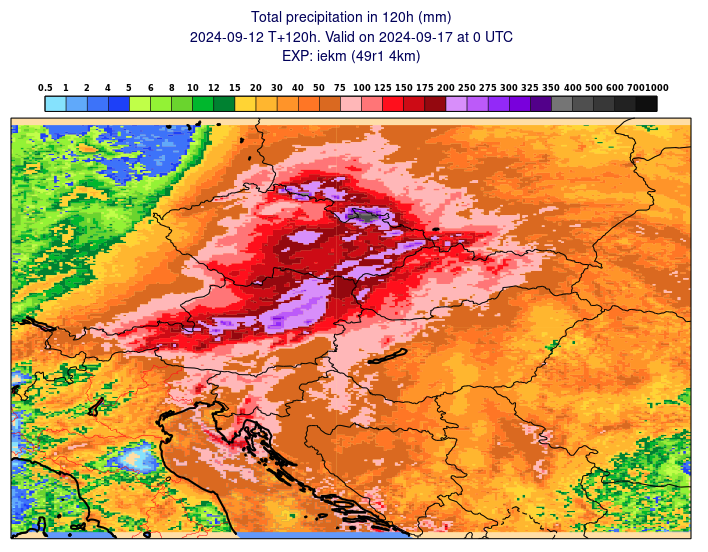 Total precipitation in 120h (mm)
2024-09-12 T+120h. Valid on 2024-09-17 at 0 UTC
EXP: iekm (49r1 4km)
0.5 1 2 4 5 6 8 10 12 15 20 30 40 50 75 100 125 150 175 200 250 275 300 325 350 400 500 600 700 1000